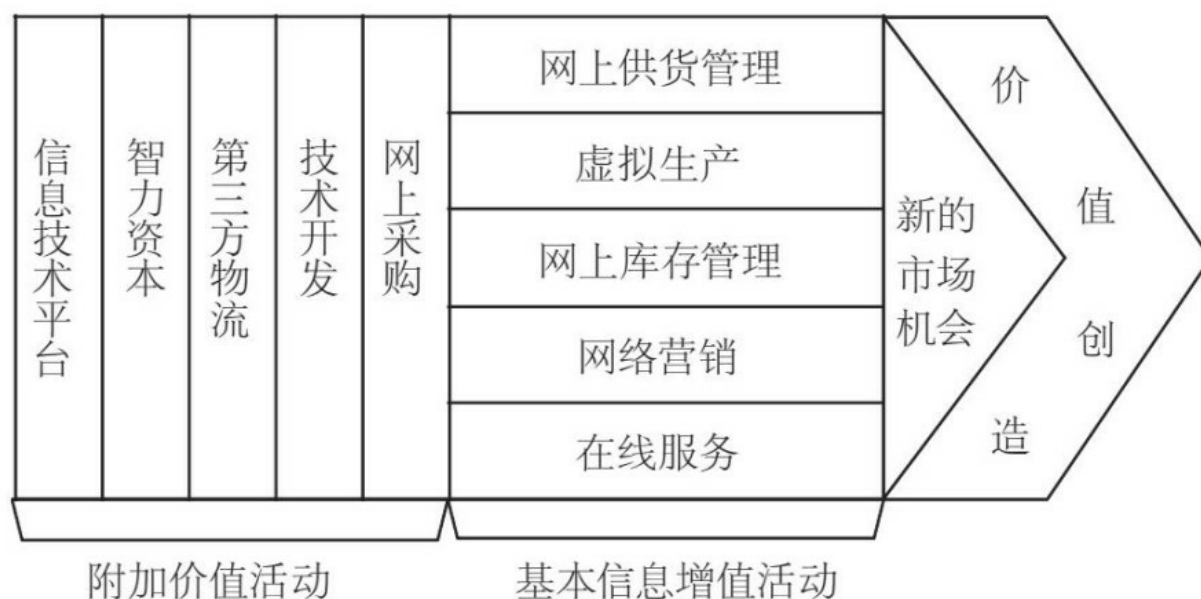 信息技术平台
智力资本
第三方物流
技术开发
网上采购
网上供货管理
虚拟生产
网上库存管理
网络营销
在线服务
新的
市场
机会
价值创造
附加价值活动
基本信息增值活动